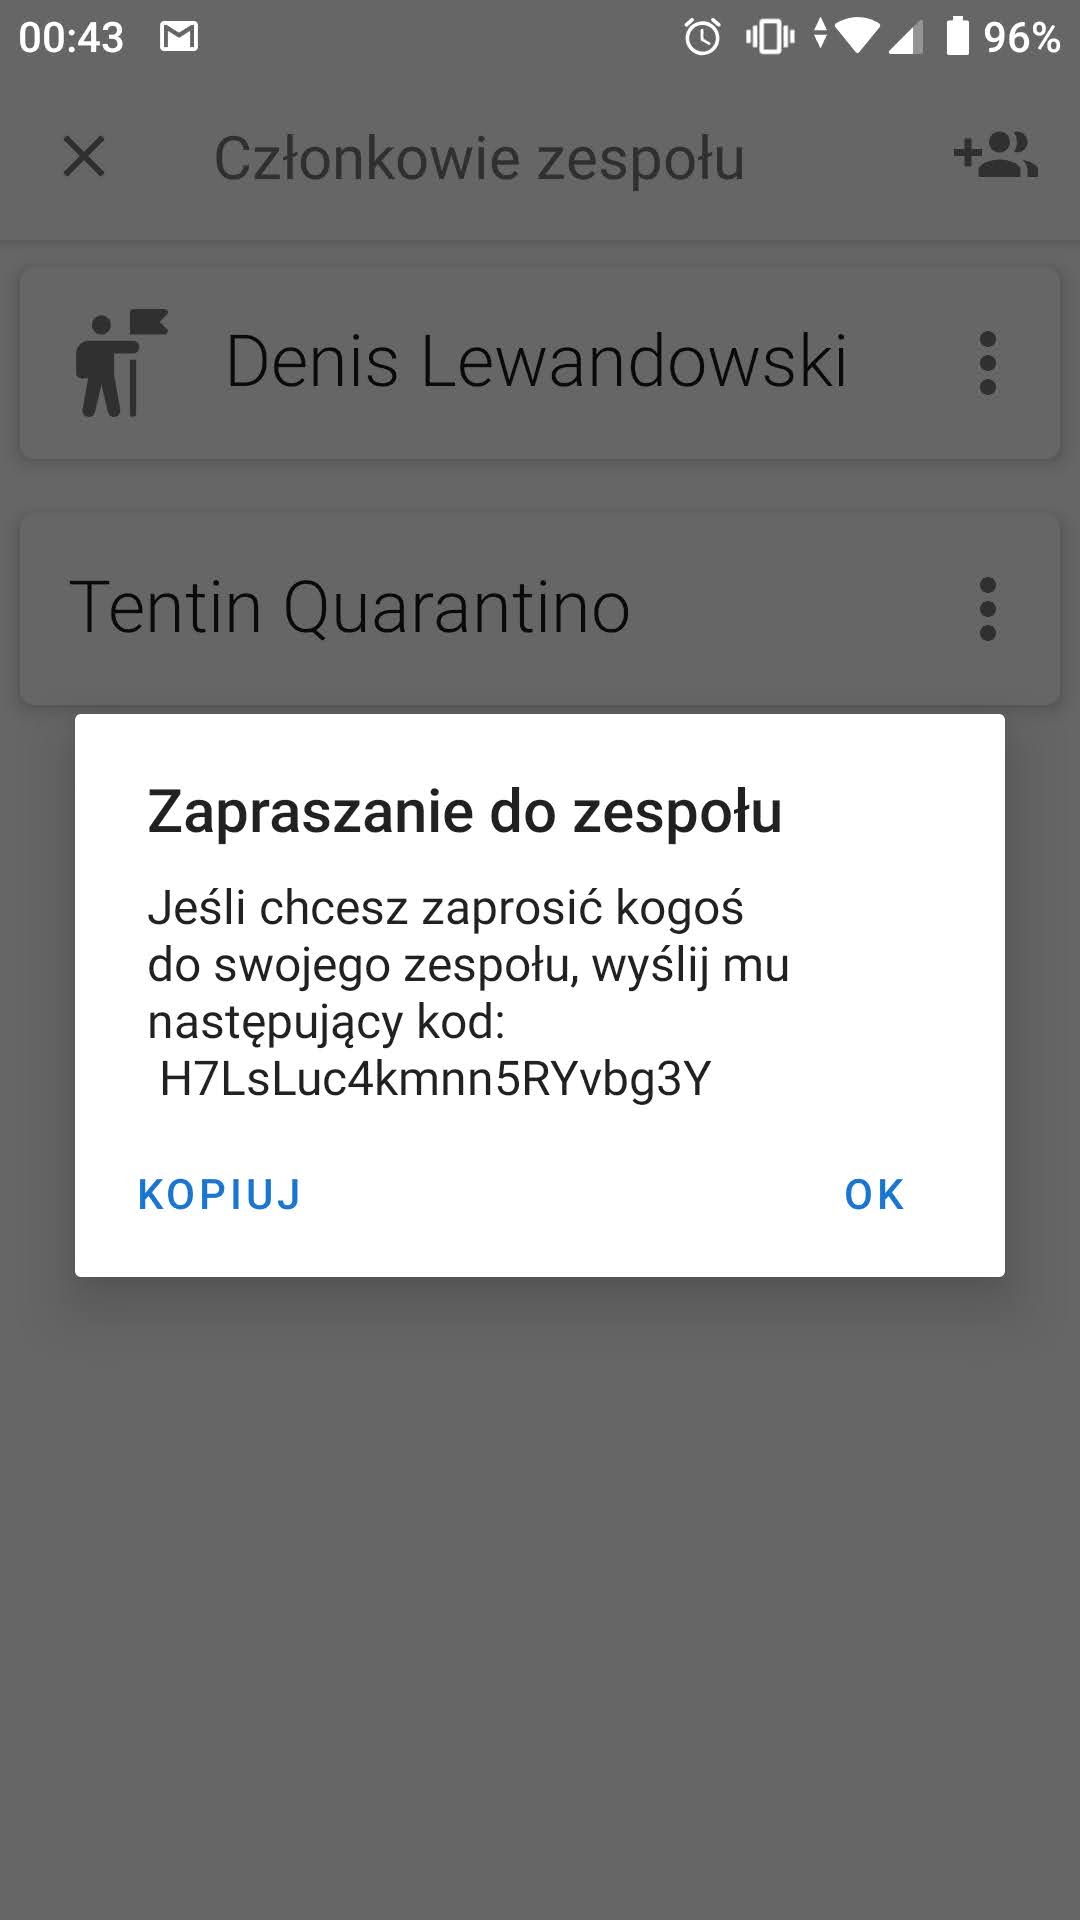 00:43
96%
Członkowie zespołu
Denis Lewandowski
Tentin Quarantino
Zapraszanie do zespołu
Jeśli chcesz zaprosić kogoś
do swojego zespołu, wyślij mu
następujący kod:
H7LsLuc4kmnn5RYvbg3Y
KOPIUJ
OK